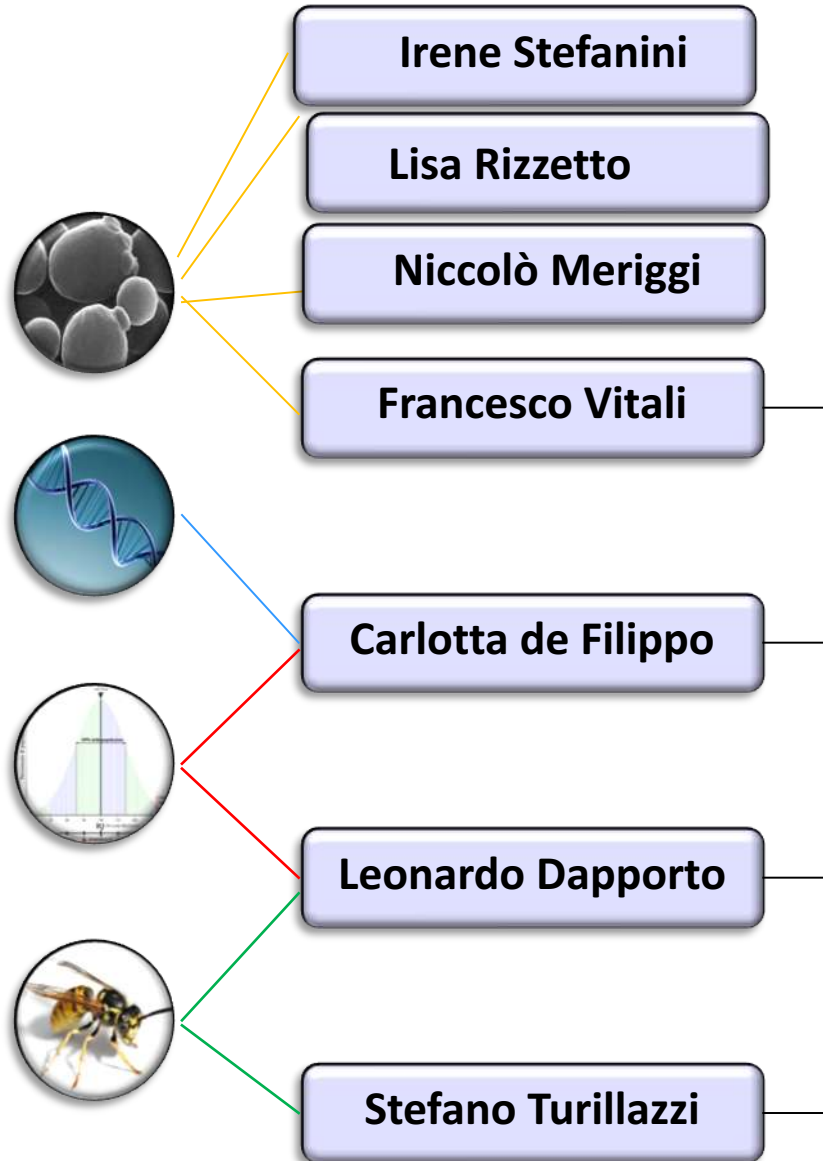 Irene Stefanini
Lisa Rizzetto
Niccolò Meriggi
Francesco Vitali
Carlotta de Filippo
Leonardo Dapporto
Stefano Turillazzi